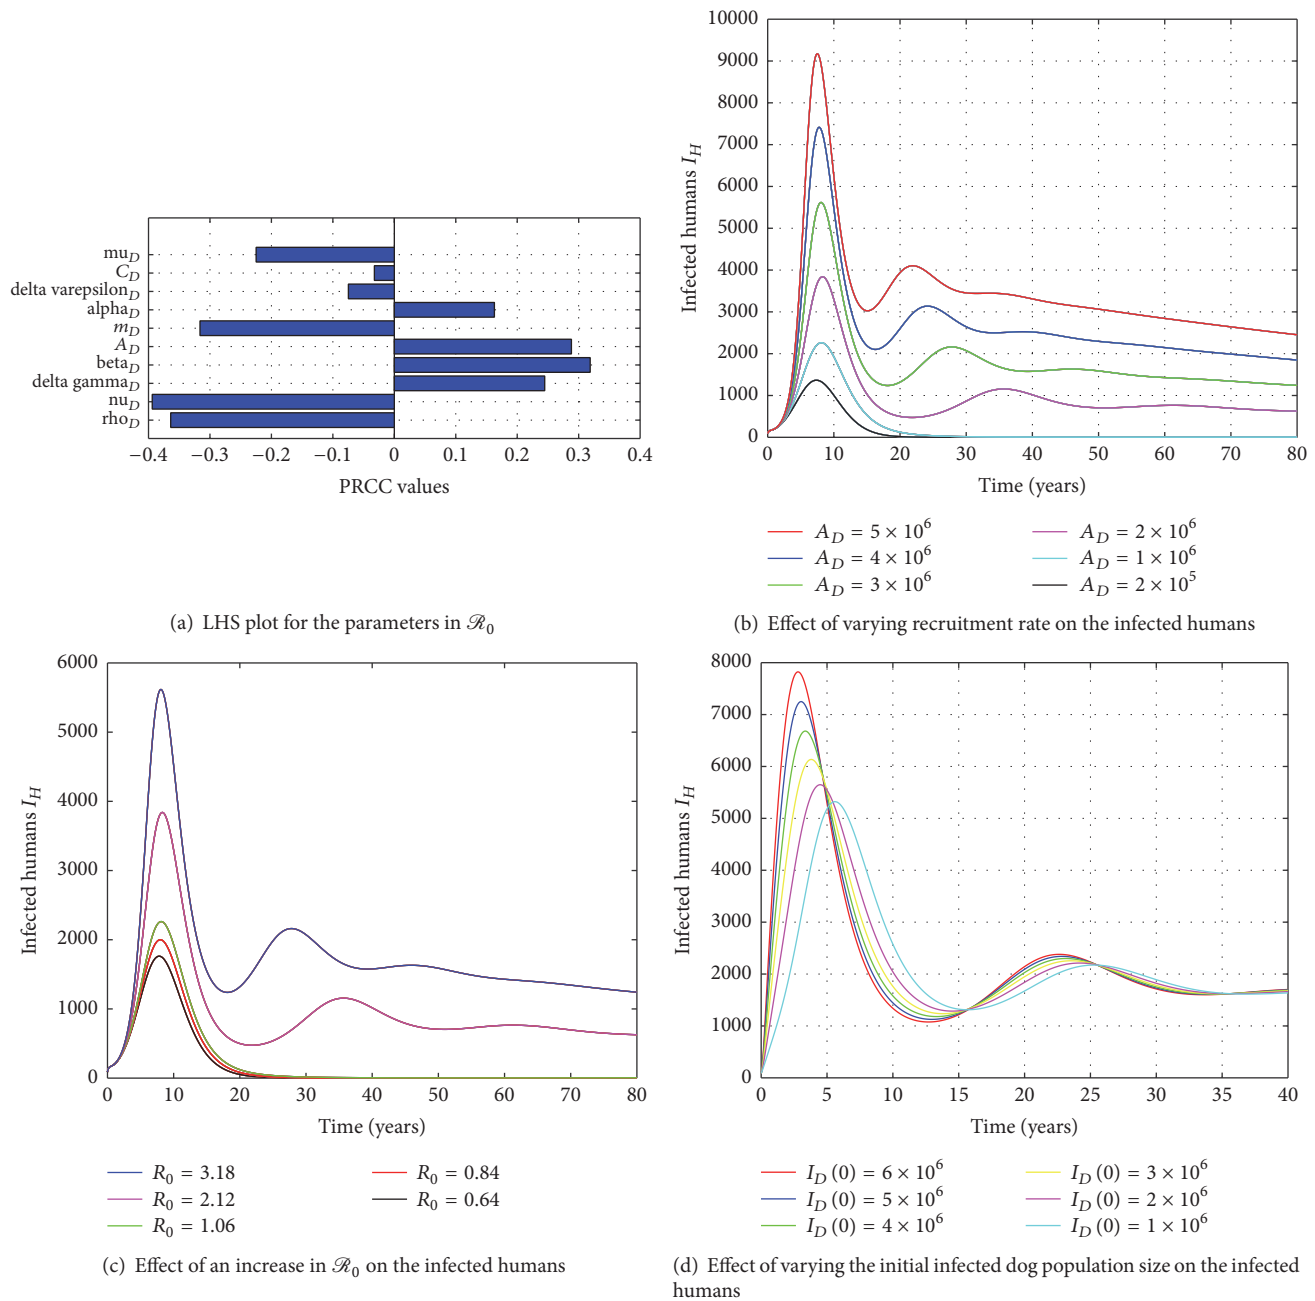 mu_D
C_D
delta varepsilon_D
alpha_D
m_D
A_D
beta_D
delta gamma_D
nu_D
rho_D
−0.4 −0.3 −0.2 −0.1 0 0.1 0.2 0.3 0.4
PRCC values
(a) LHS plot for the parameters in ℛ_0
10000
9000
8000
7000
6000
5000
4000
3000
2000
1000
0
Infected humans I_H
0 10 20 30 40 50 60 70 80
Time (years)
A_D = 5 × 10^6
A_D = 4 × 10^6
A_D = 3 × 10^6
A_D = 2 × 10^6
A_D = 1 × 10^6
A_D = 2 × 10^5
(b) Effect of varying recruitment rate on the infected humans
6000
5000
4000
3000
2000
1000
0
Infected humans I_H
0 10 20 30 40 50 60 70 80
Time (years)
R_0 = 3.18
R_0 = 2.12
R_0 = 1.06
R_0 = 0.84
R_0 = 0.64
(c) Effect of an increase in ℛ_0 on the infected humans
8000
7000
6000
5000
4000
3000
2000
1000
0
Infected humans I_H
0 5 10 15 20 25 30 35 40
Time (years)
I_D (0) = 6 × 10^6
I_D (0) = 5 × 10^6
I_D (0) = 4 × 10^6
I_D (0) = 3 × 10^6
I_D (0) = 2 × 10^6
I_D (0) = 1 × 10^6
(d) Effect of varying the initial infected dog population size on the infected
humans